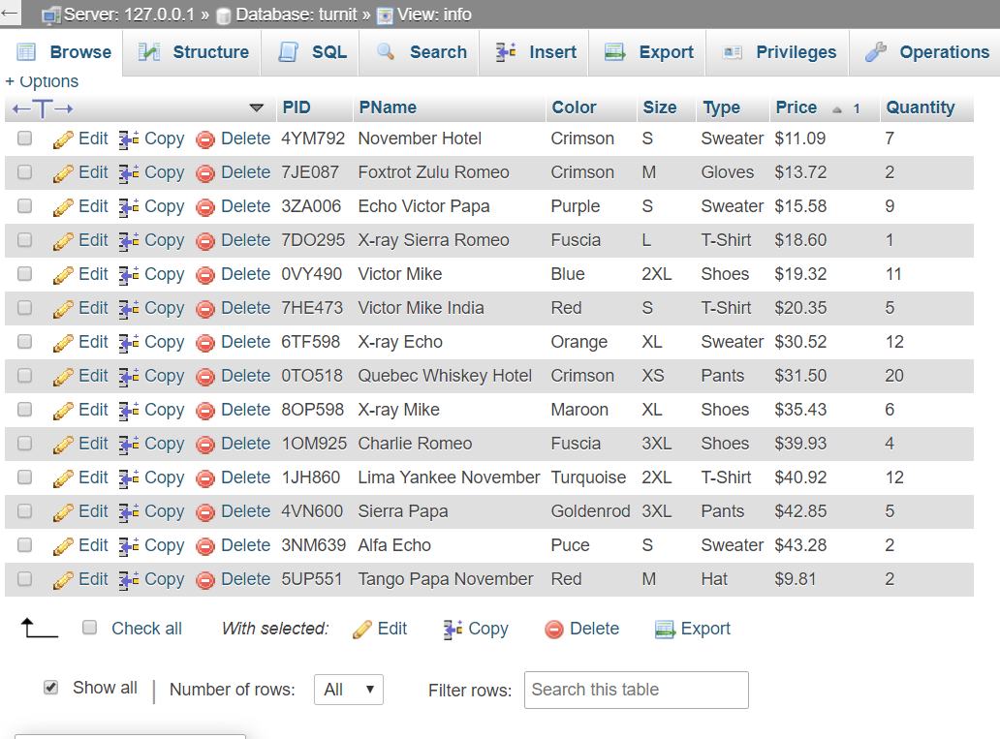 ← Server: 127.0.0.1 » Database: turnit » View: info
Browse Structure SQL Search Insert Export Privileges Operations
+ Options
←T→ PID PName Color Size Type Price 1 Quantity
Edit Copy Delete 4YM792 November Hotel Crimson S Sweater $11.09 7
Edit Copy Delete 7JE087 Foxtrot Zulu Romeo Crimson M Gloves $13.72 2
Edit Copy Delete 3ZA006 Echo Victor Papa Purple S Sweater $15.58 9
Edit Copy Delete 7DO295 X-ray Sierra Romeo Fuscia L T-Shirt $18.60 1
Edit Copy Delete 0VY490 Victor Mike Blue 2XL Shoes $19.32 11
Edit Copy Delete 7HE473 Victor Mike India Red S T-Shirt $20.35 5
Edit Copy Delete 6TF598 X-ray Echo Orange XL Sweater $30.52 12
Edit Copy Delete 0TO518 Quebec Whiskey Hotel Crimson XS Pants $31.50 20
Edit Copy Delete 8OP598 X-ray Mike Maroon XL Shoes $35.43 6
Edit Copy Delete 1OM925 Charlie Romeo Fuscia 3XL Shoes $39.93 4
Edit Copy Delete 1JH860 Lima Yankee November Turquoise 2XL T-Shirt $40.92 12
Edit Copy Delete 4VN600 Sierra Papa Goldenrod 3XL Pants $42.85 5
Edit Copy Delete 3NM639 Alfa Echo Puce S Sweater $43.28 2
Edit Copy Delete 5UP551 Tango Papa November Red M Hat $9.81 2
Check all With selected: Edit Copy Delete Export
Show all | Number of rows: All Filter rows: Search this table